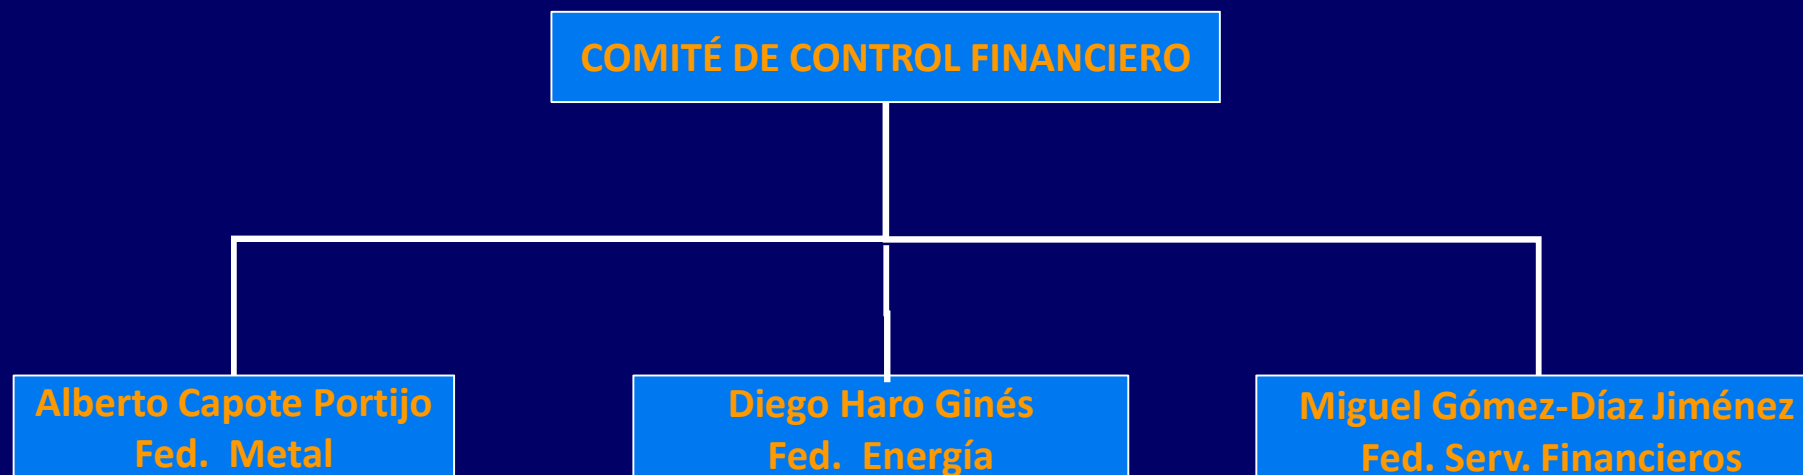 COMITÉ DE CONTROL FINANCIERO
Alberto Capote Portijo
Fed. Metal
Diego Haro Ginés
Fed. Energía
Miguel Gómez-Díaz Jiménez
Fed. Serv. Financieros